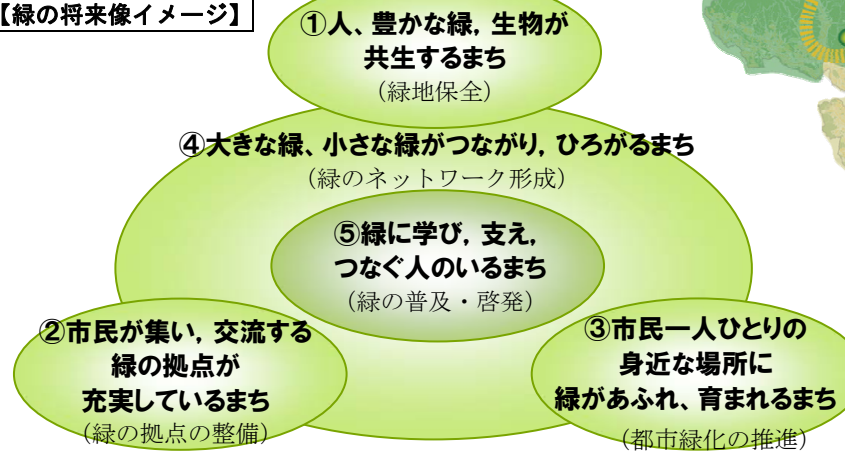 【緑の将来像イメージ】
①人、豊かな緑, 生物が
共生するまち
（緑地保全）
④大きな緑、小さな緑がつながり, ひろがるまち
（緑のネットワーク形成）
⑤緑に学び, 支え,
つなぐ人のいるまち
（緑の普及・啓発）
②市民が集い, 交流する
緑の拠点が
充実しているまち
（緑の拠点の整備）
③市民一人ひとりの
身近な場所に
緑があふれ、育まれるまち
（都市緑化の推進）